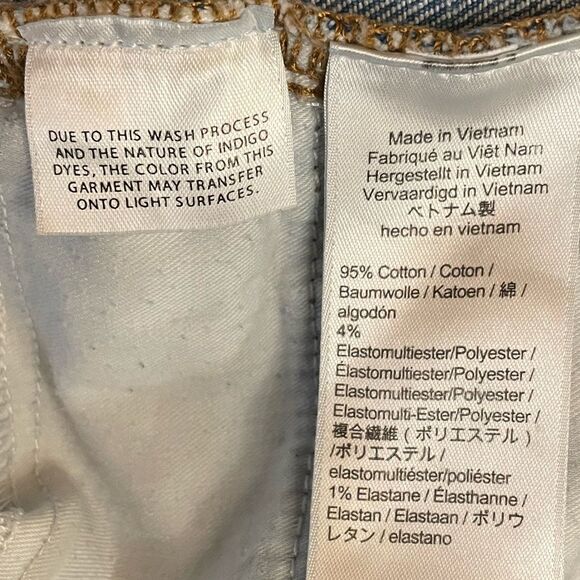 DUE TO THIS WASH PROCESS
AND THE NATURE OF INDIGO
DYES, THE COLOR FROM THIS
GARMENT MAY TRANSFER
ONTO LIGHT SURFACES.
Made in Vietnam
Fabriqué au Viêt Nam
Hergestellt in Vietnam
Vervaardigd in Vietnam
ベトナム製
hecho en vietnam
95% Cotton / Coton /
Baumwolle / Katoen / 綿 /
algodón
4%
Elastomultiester/Polyester /
Élastomultiester/Polyester /
Elastomultiester/Polyester /
Elastomulti-Ester/Polyester /
複合繊維 ( ポリエステル )
/ポリエステル /
elastomultiéster/poliéster
1% Elastane / Élasthanne /
Elastan / Elastaan / ポリウ
レタン / elastano